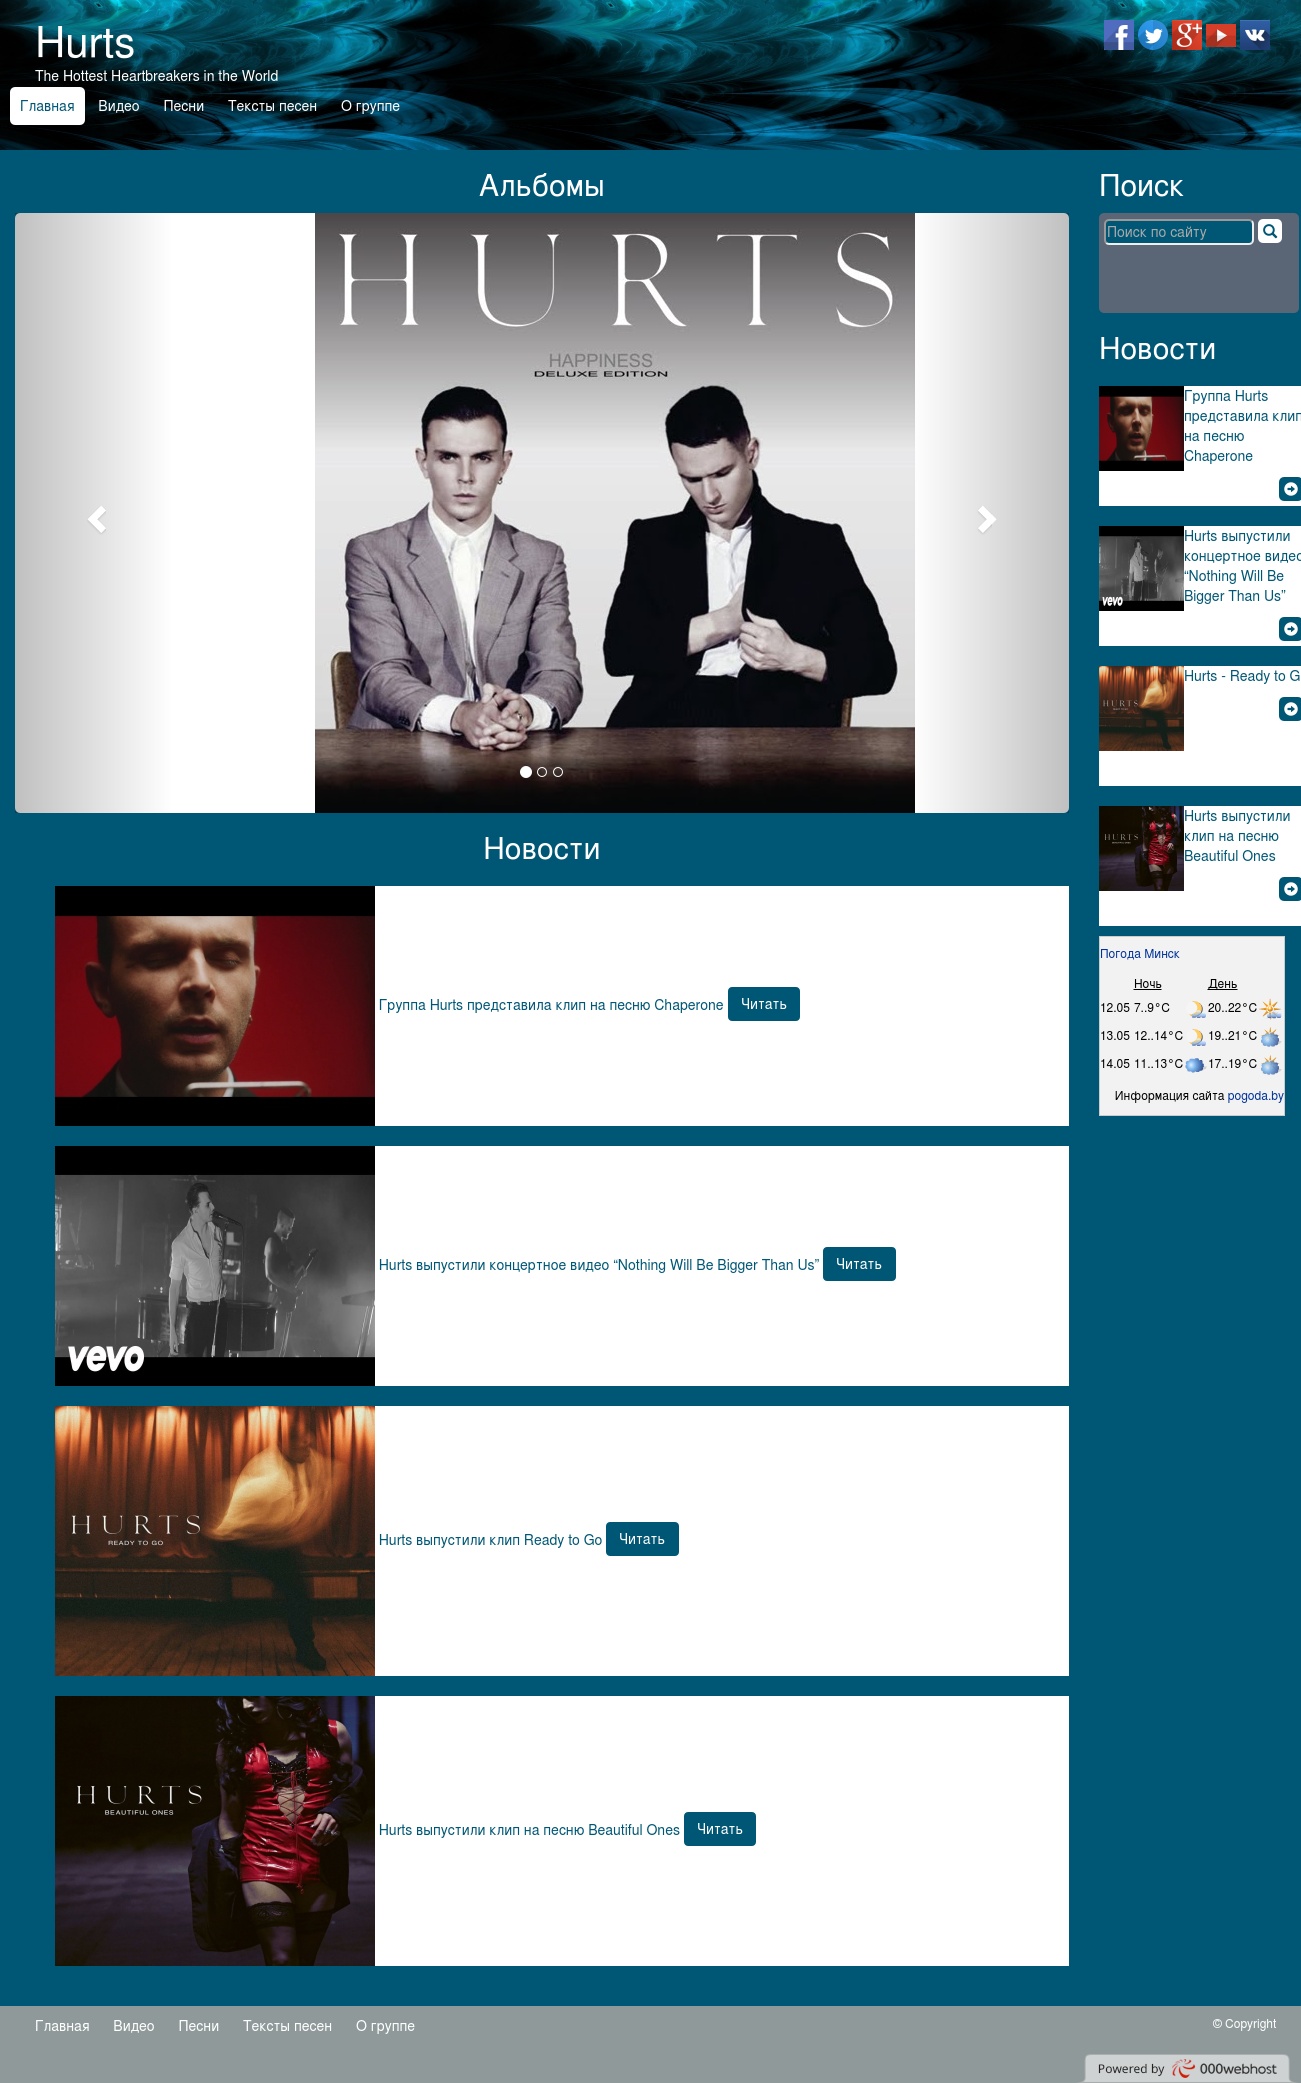 Hurts
The Hottest Heartbreakers in the World
Главная Видео Песни Тексты песен О группе
Альбомы
HURTS
HAPPINESS
DELUXE EDITION
Поиск
Поиск по сайту
Новости
Группа Hurts
представила клип
на песню
Chaperone
Hurts выпустили
концертное видео
“Nothing Will Be
Bigger Than Us”
vevo
Hurts - Ready to G
HURTS
Hurts выпустили
клип на песню
Beautiful Ones
HURTS
Погода Минск
Ночь День
12.05 7..9°C 20..22°C
13.05 12..14°C 19..21°C
14.05 11..13°C 17..19°C
Информация сайта pogoda.by
Новости
Группа Hurts представила клип на песню Chaperone Читать
Hurts выпустили концертное видео “Nothing Will Be Bigger Than Us” Читать
vevo
HURTS
READY TO GO
Hurts выпустили клип Ready to Go Читать
HURTS
BEAUTIFUL ONES
Hurts выпустили клип на песню Beautiful Ones Читать
Главная Видео Песни Тексты песен О группе
© Copyright
Powered by 000webhost